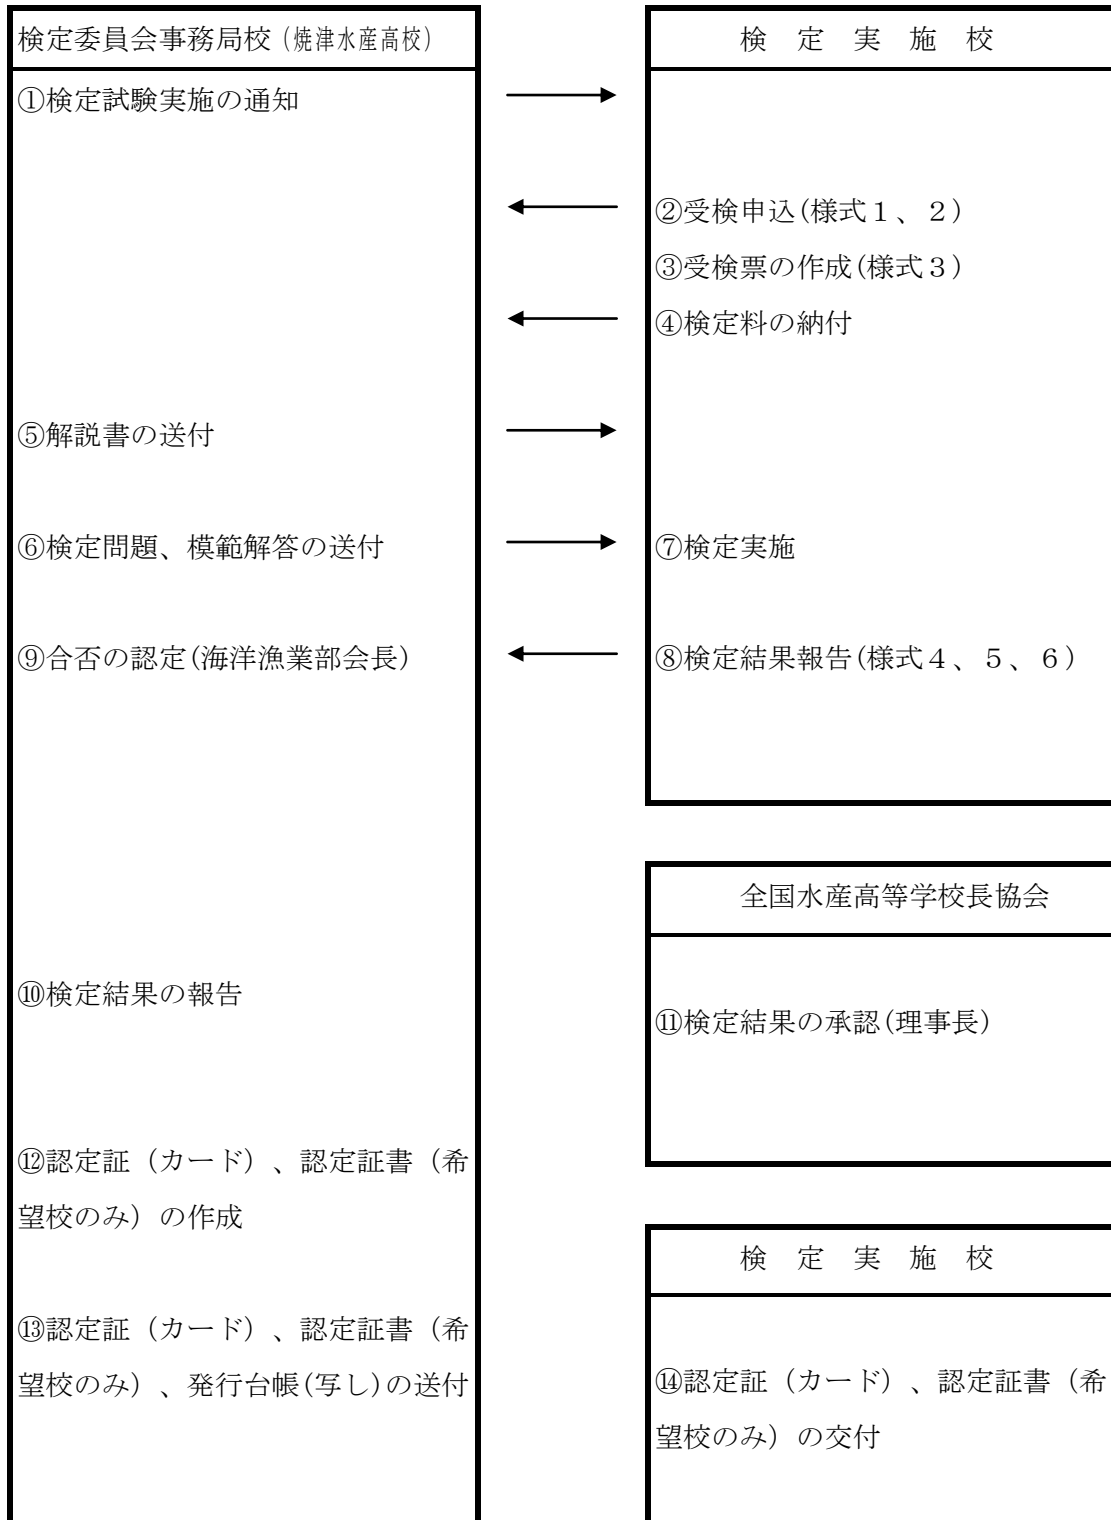 検定委員会事務局校(焼津水産高校)
検　定　実　施　校
①検定試験実施の通知
②受検申込(様式１、２)
③受検票の作成(様式３)
④検定料の納付
⑤解説書の送付
⑥検定問題、模範解答の送付
⑦検定実施
⑨合否の認定(海洋漁業部会長)
⑧検定結果報告(様式４、５、６)
全国水産高等学校長協会
⑩検定結果の報告
⑪検定結果の承認(理事長)
⑫認定証（カード）、認定証書（希
望校のみ）の作成
検　定　実　施　校
⑬認定証（カード）、認定証書（希
望校のみ）、発行台帳(写し)の送付
⑭認定証（カード）、認定証書（希
望校のみ）の交付